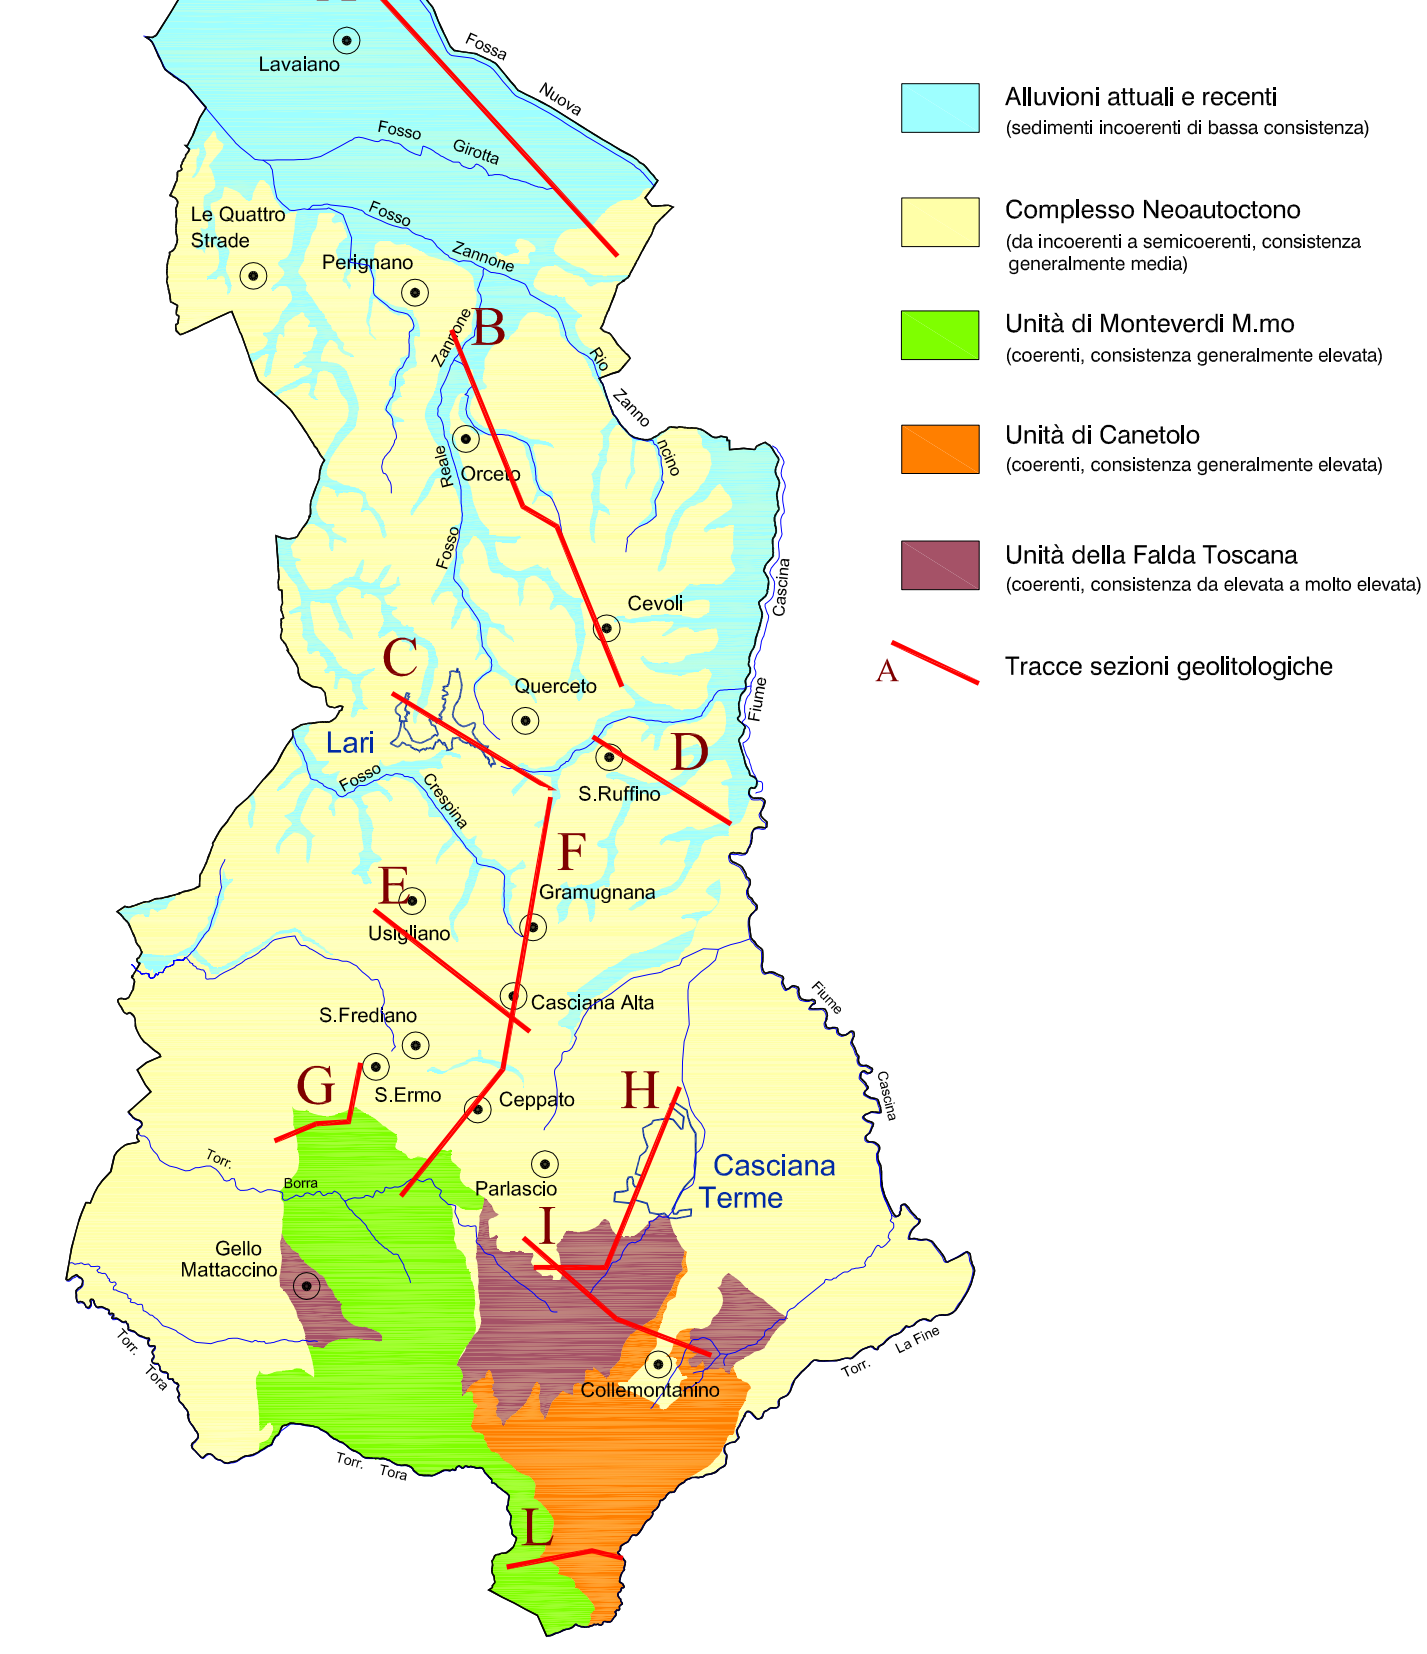 Lavaiano
Fossa
Nuova
Fosso
Girotta
Le Quattro
Strade
Fosso
Zannone
Perignano
Zannone
B
Rio
Zanno
ncino
Reale
Orceto
Fosso
Cevoli
Cascina
C
Querceto
Fiume
Lari
D
Fosso
Crespina
S.Ruffino
F
E
Gramugnana
Usigliano
Casciana Alta
Fiume
S.Frediano
Cascina
G
S.Ermo
H
Ceppato
Torr.
Borra
Parlascio
Casciana
Terme
I
Gello
Mattaccino
Torr.
Tora
Torr.
La Fine
Collemontanino
Torr.
Tora
L
Alluvioni attuali e recenti
(sedimenti incoerenti di bassa consistenza)
Complesso Neoautoctono
(da incoerenti a semicoerenti, consistenza
generalmente media)
Unità di Monteverdi M.mo
(coerenti, consistenza generalmente elevata)
Unità di Canetolo
(coerenti, consistenza generalmente elevata)
Unità della Falda Toscana
(coerenti, consistenza da elevata a molto elevata)
A
Tracce sezioni geolitologiche